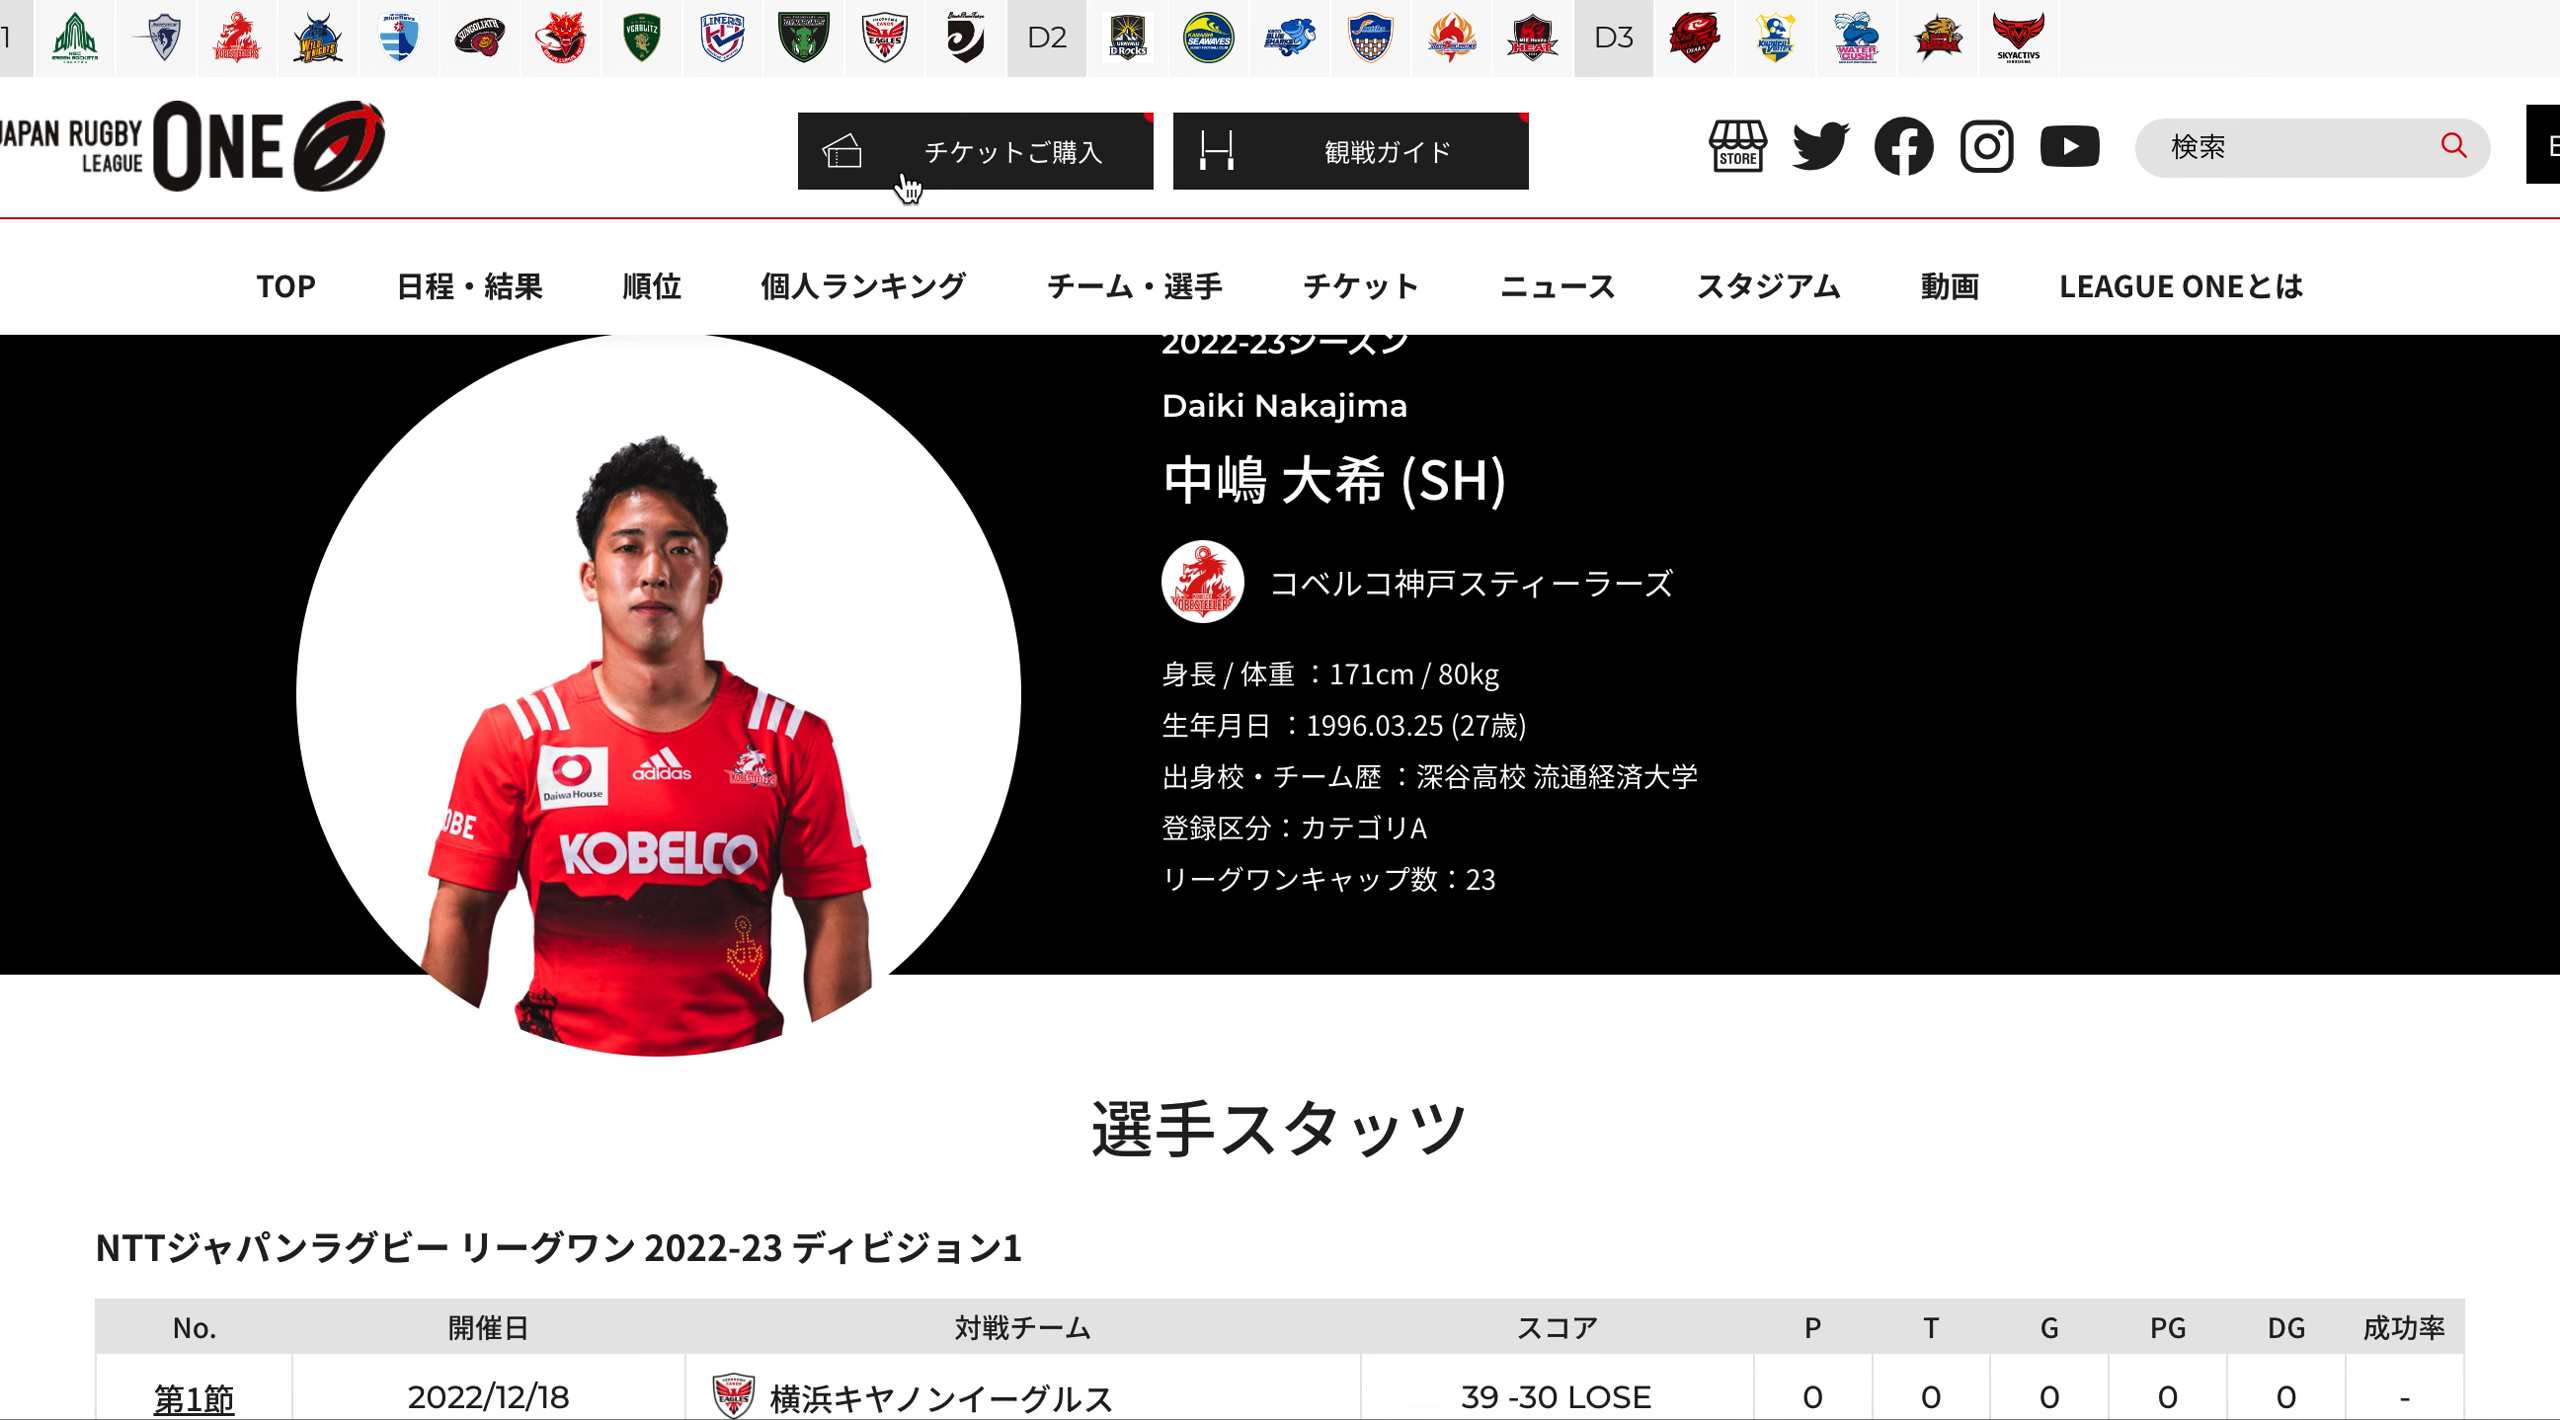 1 D2 D3
JAPAN RUGBY LEAGUE ONE
チケットご購入
観戦ガイド
STORE
検索
TOP 日程・結果 順位 個人ランキング チーム・選手 チケット ニュース スタジアム 動画 LEAGUE ONEとは
2022-23シーズン
Daiki Nakajima
中嶋 大希 (SH)
コベルコ神戸スティーラーズ
身長 / 体重 ：171cm / 80kg
生年月日 ：1996.03.25 (27歳)
出身校・チーム歴 ：深谷高校 流通経済大学
登録区分：カテゴリA
リーグワンキャップ数：23
Daiwa House
adidas
OBE
KOBELCO
選手スタッツ
NTTジャパンラグビー リーグワン 2022-23 ディビジョン1
No. 開催日 対戦チーム スコア P T G PG DG 成功率
第1節 2022/12/18 横浜キヤノンイーグルス 39 -30 LOSE 0 0 0 0 0 -